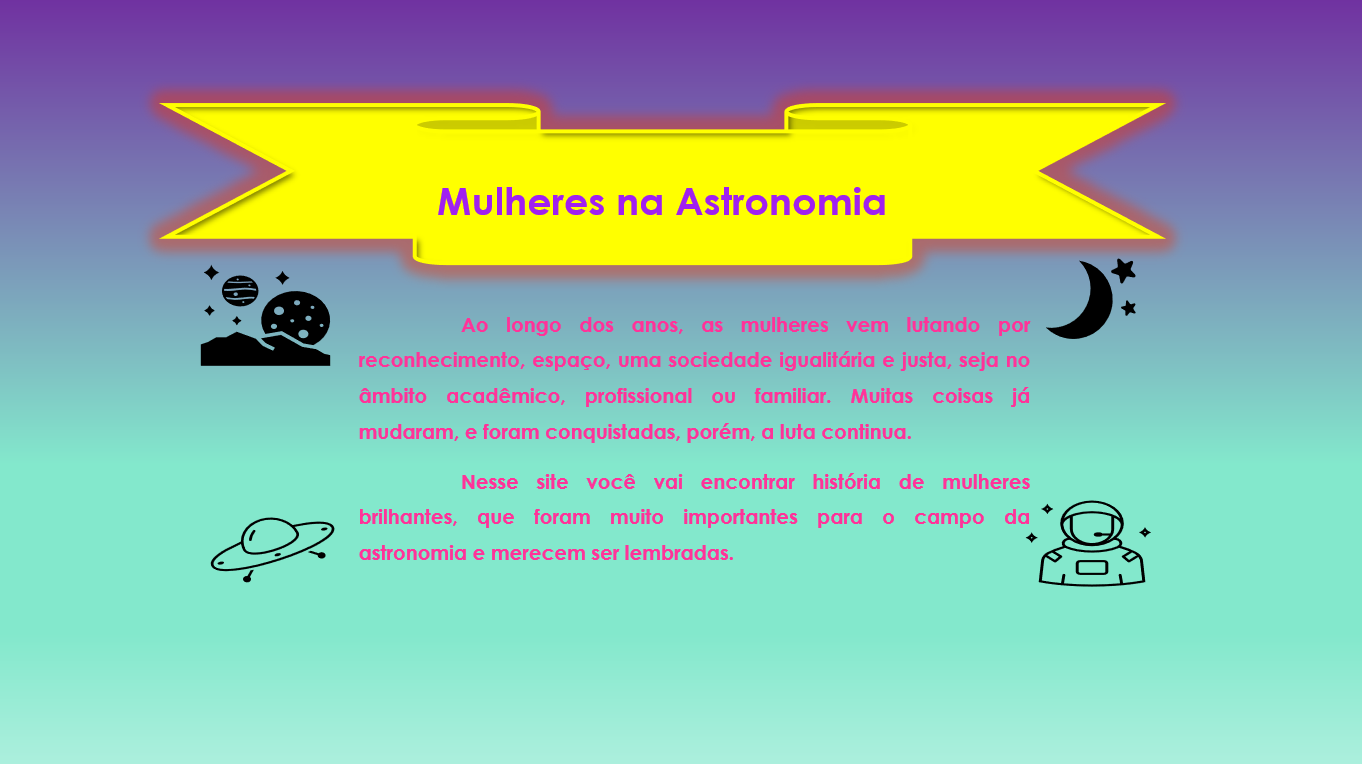 Mulheres na Astronomia
Ao longo dos anos, as mulheres vem lutando por
reconhecimento, espaço, uma sociedade igualitária e justa, seja no
âmbito acadêmico, profissional ou familiar. Muitas coisas já
mudaram, e foram conquistadas, porém, a luta continua.
Nesse site você vai encontrar história de mulheres
brilhantes, que foram muito importantes para o campo da
astronomia e merecem ser lembradas.